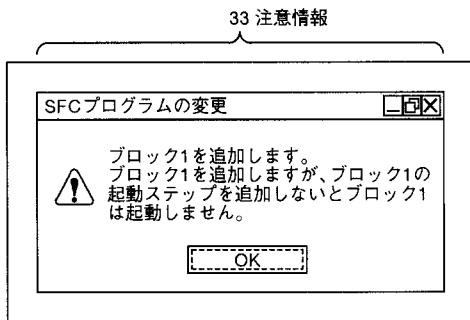 33 注意情報
SFCプログラムの変更
ブロック1を追加します。
ブロック1を追加しますが、ブロック1の
起動ステップを追加しないとブロック1
は起動しません。
OK